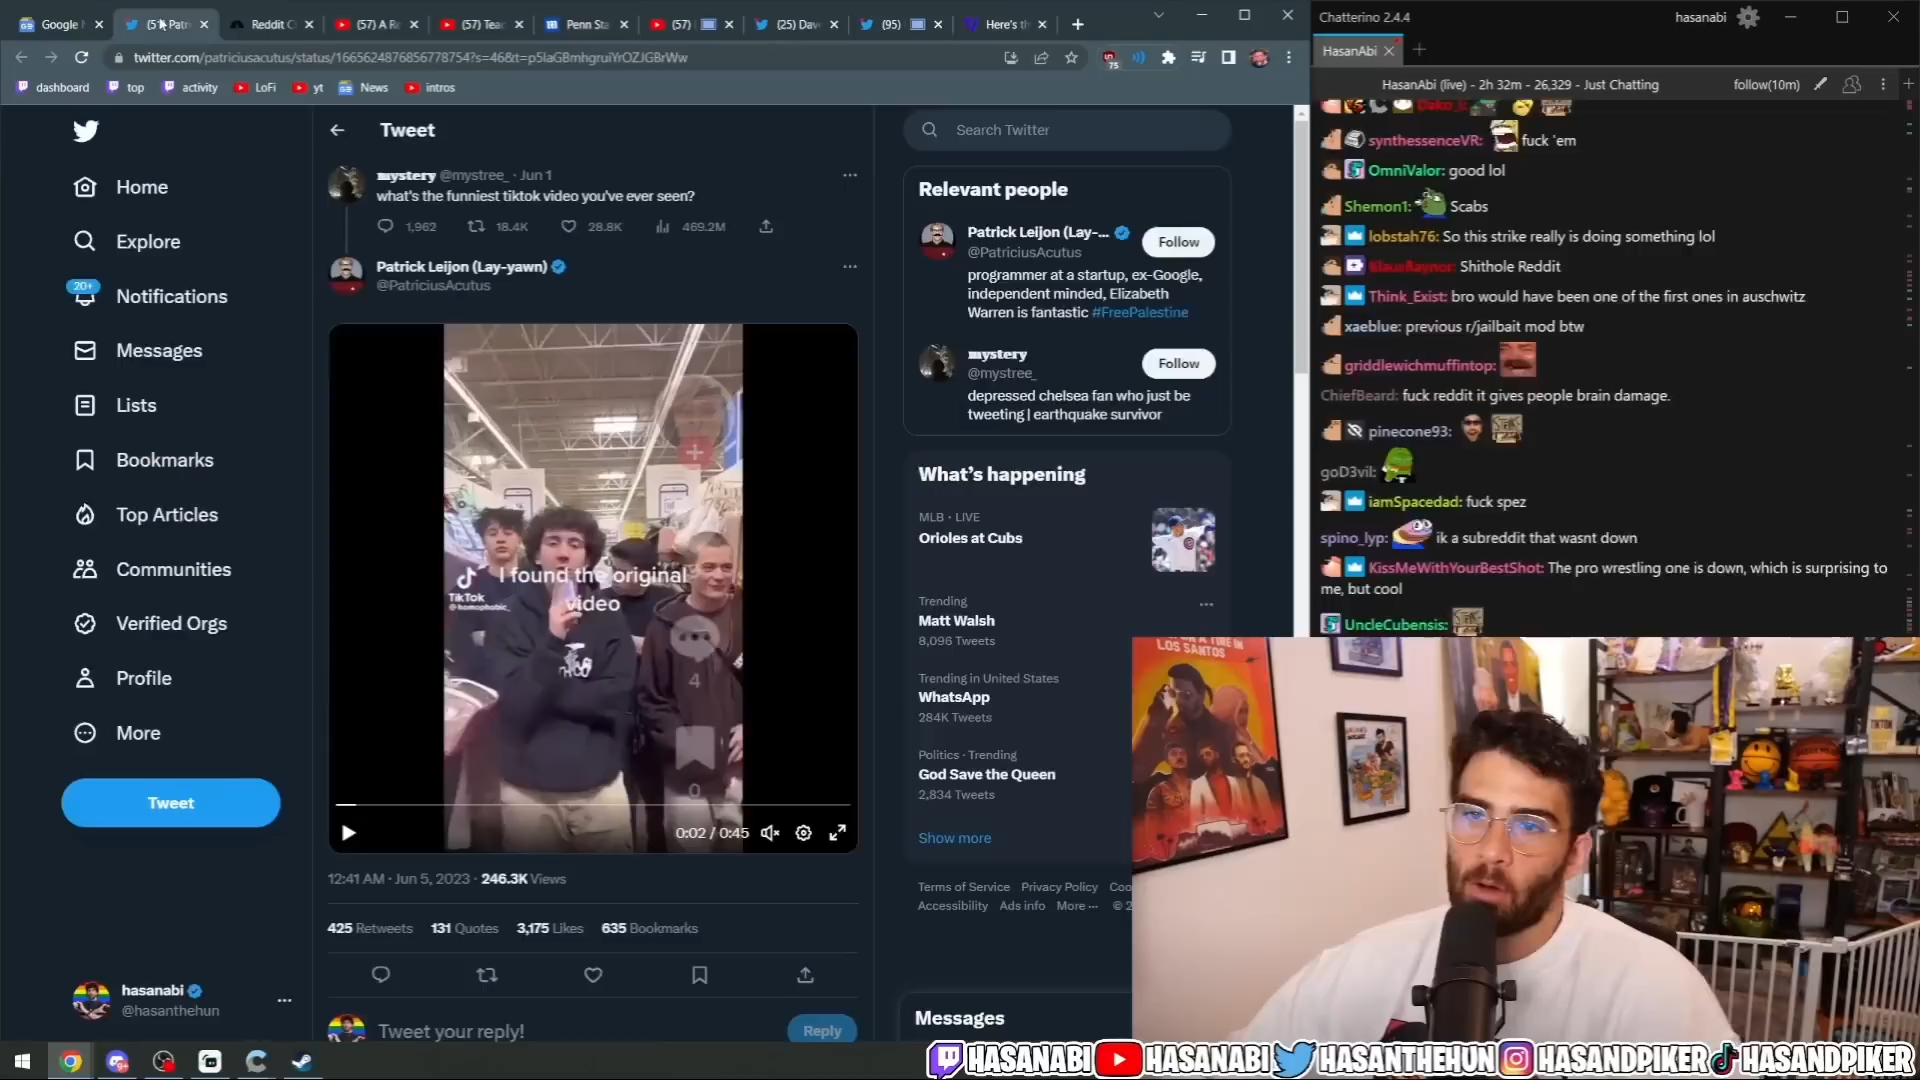 Google
(51) Patri
Reddit C
(57) A Re
(57) Teac
Penn Sta
(57)
(25) Dav
(95)
Here's th
twitter.com/patriciusacutus/status/1665624876856778754?s=46&t=p5laGBmhgruiYrOZJGBrWw
75
dashboard
top
activity
LoFi
yt
News
intros
Home
Explore
20+
Notifications
Messages
Lists
Bookmarks
Top Articles
Communities
Verified Orgs
Profile
More
Tweet
hasanabi
@hasanthehun
Tweet
mystery @mystree_ · Jun 1
what's the funniest tiktok video you've ever seen?
1,962
18.4K
28.8K
469.2M
Patrick Leijon (Lay-yawn)
@PatriciusAcutus
I found the original
video
TikTok
@homophobic_
4
0
0:02 / 0:45
12:41 AM · Jun 5, 2023 · 246.3K Views
425 Retweets 131 Quotes 3,175 Likes 635 Bookmarks
Tweet your reply!
Reply
Search Twitter
Relevant people
Patrick Leijon (Lay-...
@PatriciusAcutus
Follow
programmer at a startup, ex-Google,
independent minded, Elizabeth
Warren is fantastic #FreePalestine
mystery
@mystree_
Follow
depressed chelsea fan who just be
tweeting | earthquake survivor
What's happening
MLB · LIVE
Orioles at Cubs
Trending
Matt Walsh
8,096 Tweets
Trending in United States
WhatsApp
284K Tweets
Politics · Trending
God Save the Queen
2,834 Tweets
Show more
Terms of Service Privacy Policy Coo
Accessibility Ads info More ··· © 2
Messages
Chatterino 2.4.4
hasanabi
HasanAbi
HasanAbi (live) - 2h 32m - 26,329 - Just Chatting
follow(10m)
synthessenceVR: fuck 'em
OmniValor: good lol
Shemon1: Scabs
lobstah76: So this strike really is doing something lol
KlausRaynor: Shithole Reddit
Think_Exist: bro would have been one of the first ones in auschwitz
xaeblue: previous r/jailbait mod btw
griddlewichmuffintop:
ChiefBeard: fuck reddit it gives people brain damage.
pinecone93:
goD3vil:
iamSpacedad: fuck spez
spino_lyp: ik a subreddit that wasnt down
KissMeWithYourBestShot: The pro wrestling one is down, which is surprising to
me, but cool
UncleCubensis:
LOS SANTOS
HASANABI
HASANABI
HASANTHEHUN
HASANDPIKER
HASANDPIKER